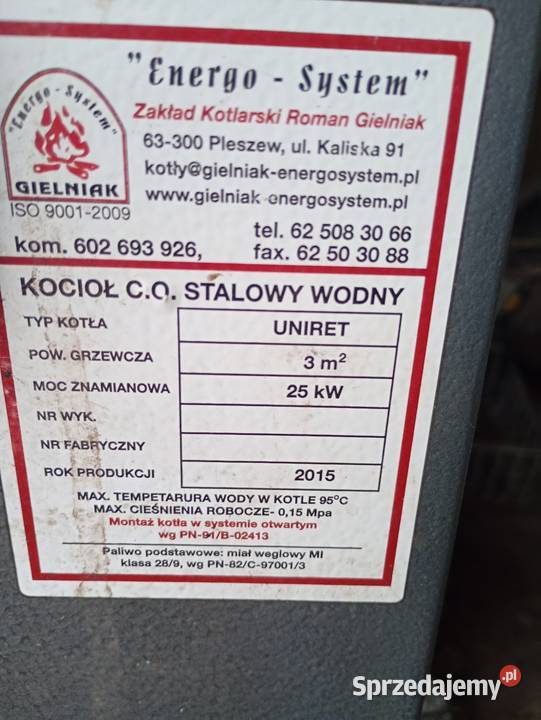 "Energo - System"
Zakład Kotlarski Roman Gielniak
63-300 Pleszew, ul. Kaliska 91
kotly@gielniak-energosystem.pl
www.gielniak-energosystem.pl
"Energo - System"
GIELNIAK
ISO 9001-2009
tel. 62 508 30 66
kom. 602 693 926, fax. 62 50 30 88
KOCIOŁ C.O. STALOWY WODNY
TYP KOTŁA UNIRET
POW. GRZEWCZA 3 m²
MOC ZNAMIANOWA 25 kW
NR WYK.
NR FABRYCZNY
ROK PRODUKCJI 2015
MAX. TEMPETARURA WODY W KOTLE 95°C
MAX. CIEŚNIENIA ROBOCZE- 0,15 Mpa
Montaż kotła w systemie otwartym
wg PN-91/B-02413
Paliwo podstawowe: miał węglowy MI
klasa 28/9, wg PN-82/C-97001/3
Sprzedajemy.pl